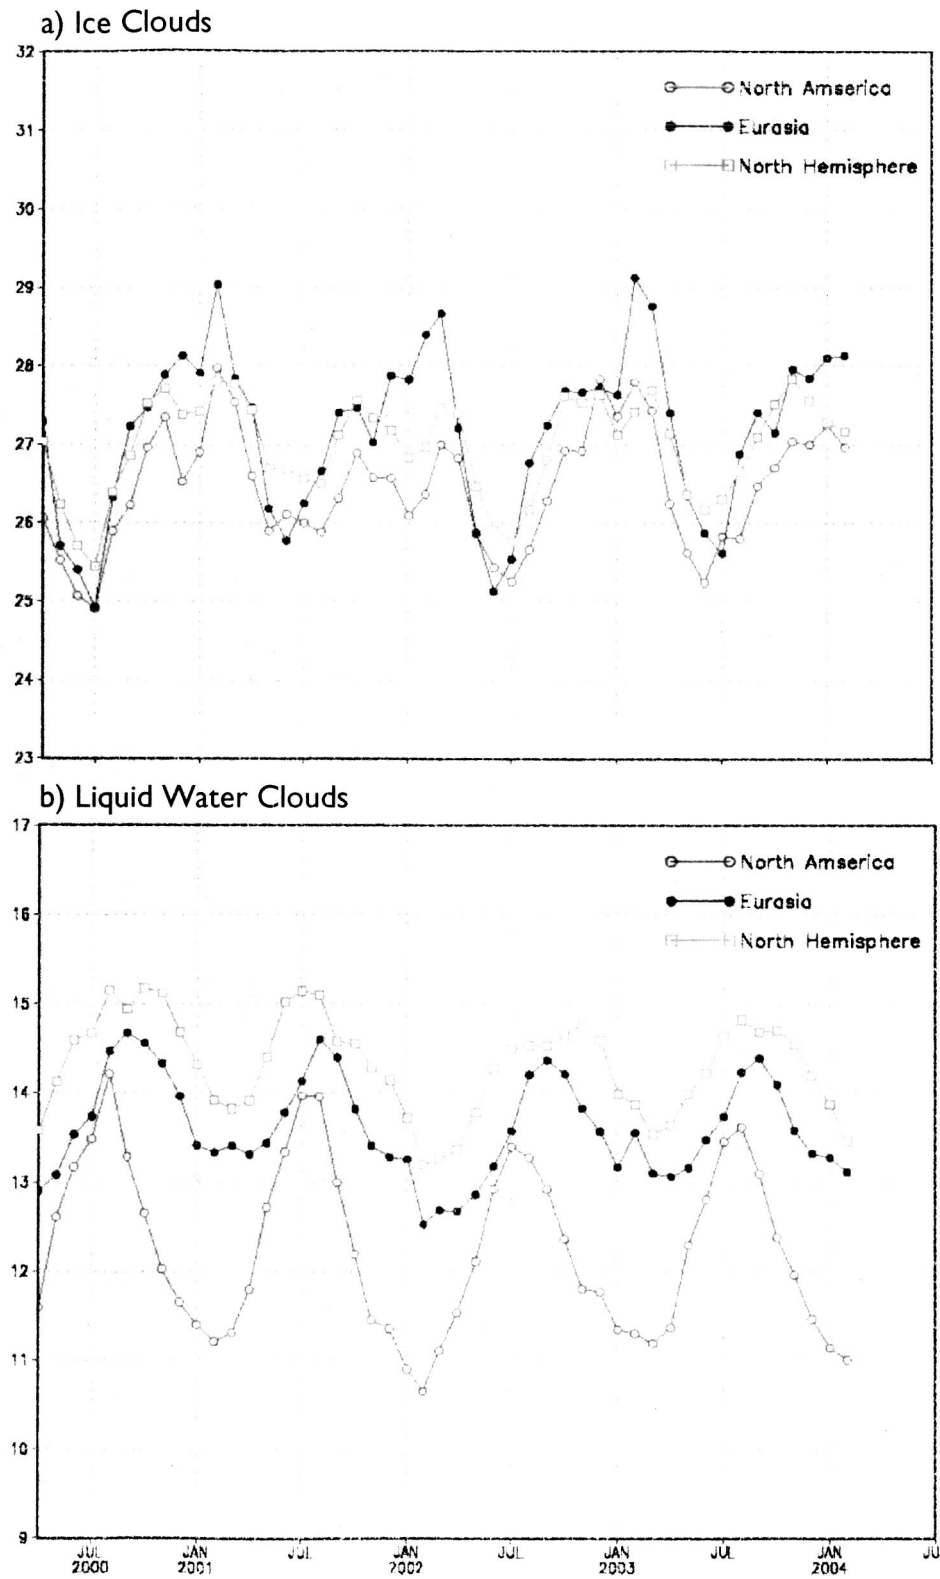 a) Ice Clouds
32
31
30
29
28
27
26
25
24
23
North Amserica
Eurasia
North Hemisphere
b) Liquid Water Clouds
17
16
15
14
13
12
11
10
9
North Amserica
Eurasia
North Hemisphere
JUL JAN JUL JAN JUL JAN JUL JAN JU
2000 2001 2002 2003 2004